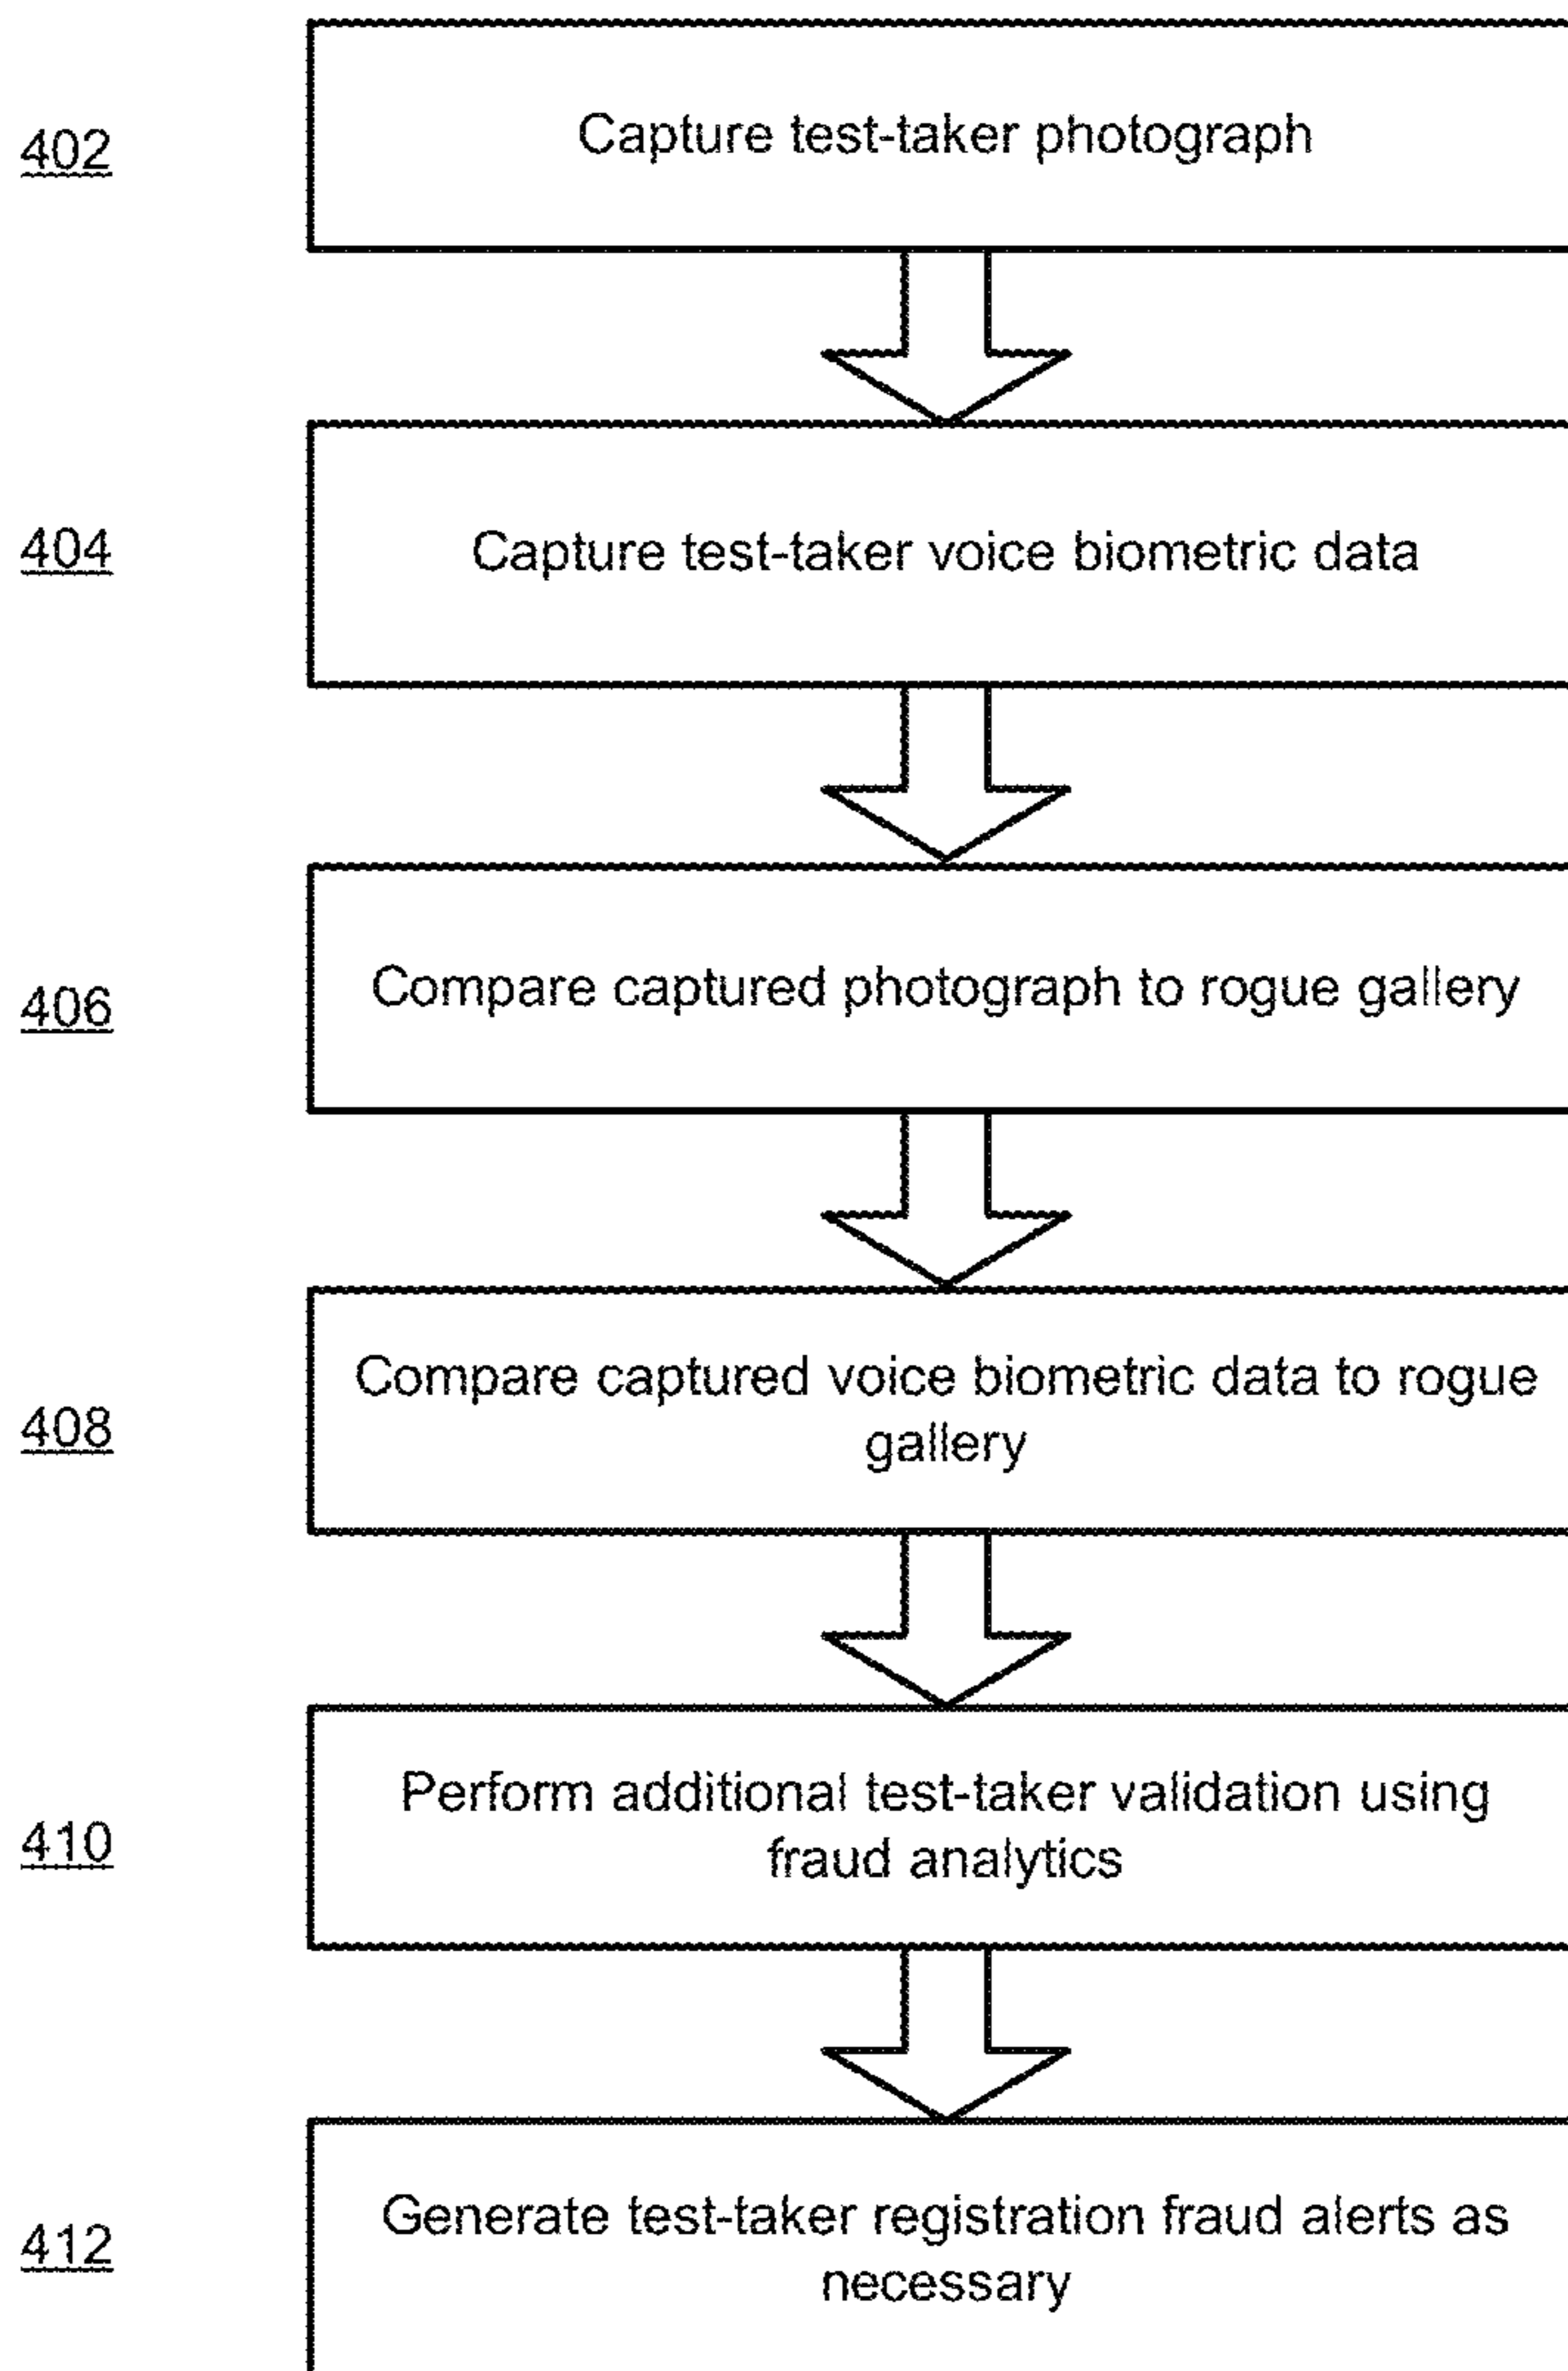 402
Capture test-taker photograph
404
Capture test-taker voice biometric data
406
Compare captured photograph to rogue gallery
408
Compare captured voice biometric data to rogue
gallery
410
Perform additional test-taker validation using
fraud analytics
412
Generate test-taker registration fraud alerts as
necessary